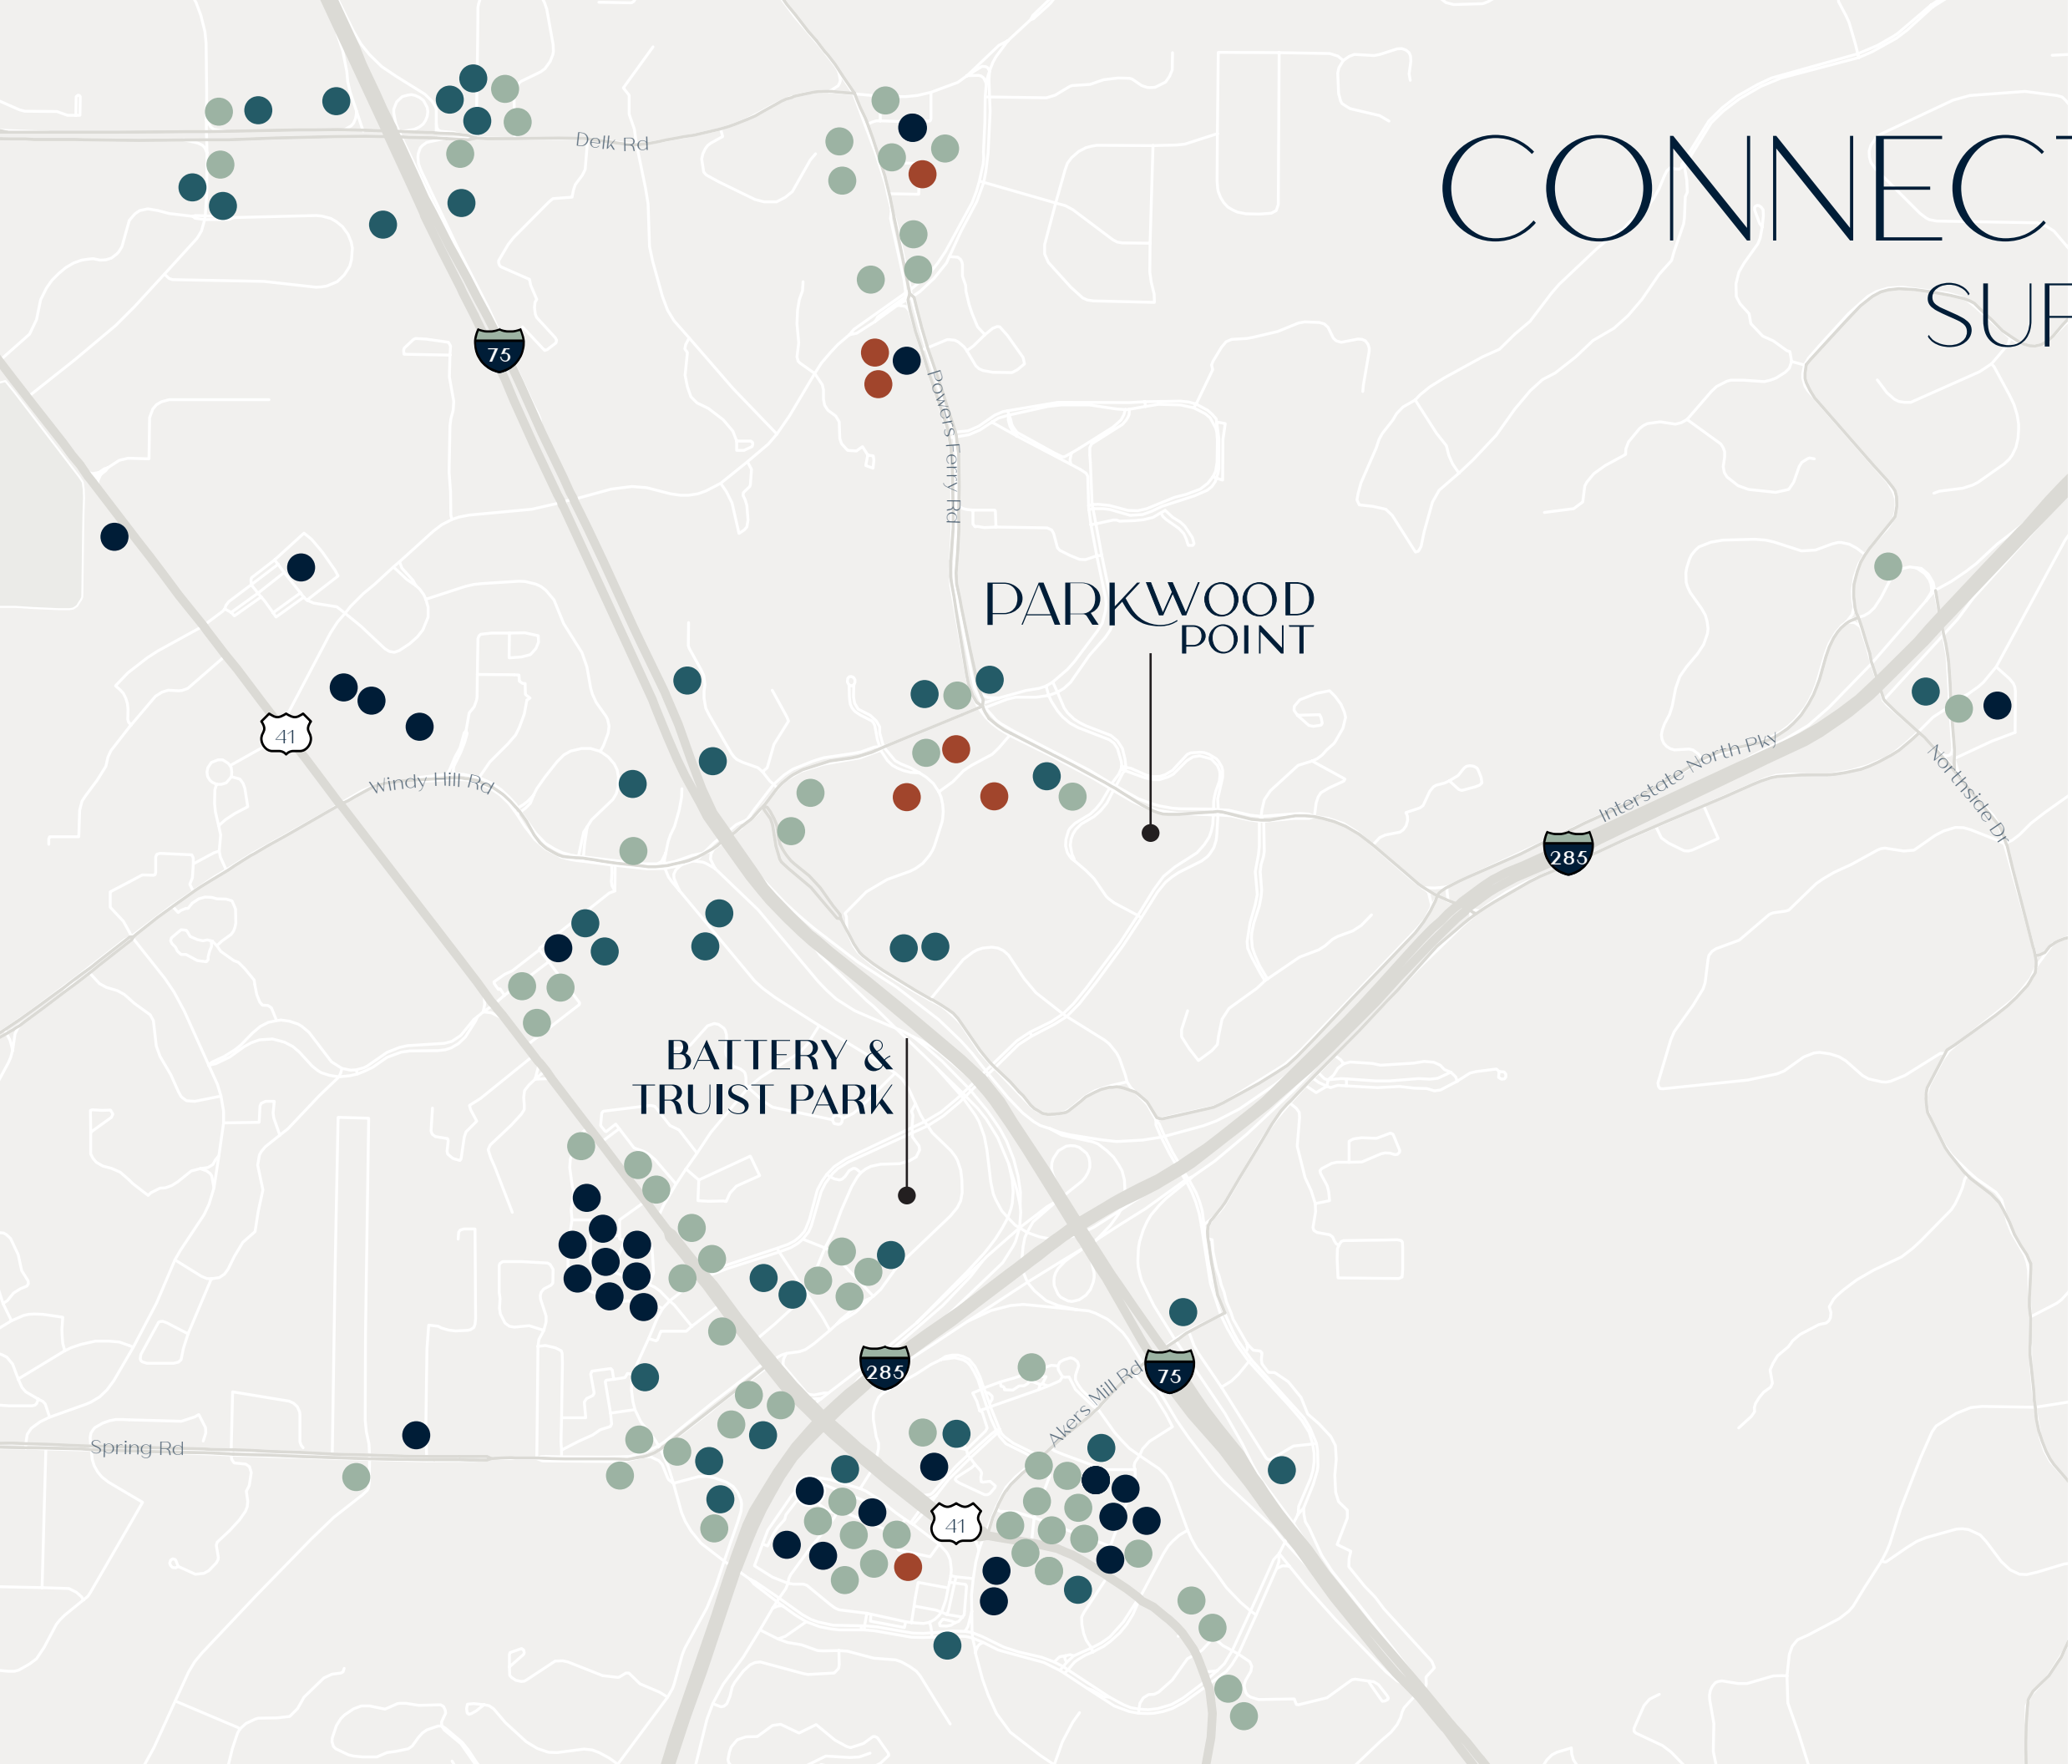 CONNECT
SUP
Delk Rd
75
Powers Ferry Rd
PARKWOOD
POINT
41
Windy Hill Rd
Interstate North Pky
Northside Dr
285
BATTERY &
TRUIST PARK
285
75
Akers Mill Rd
Spring Rd
41